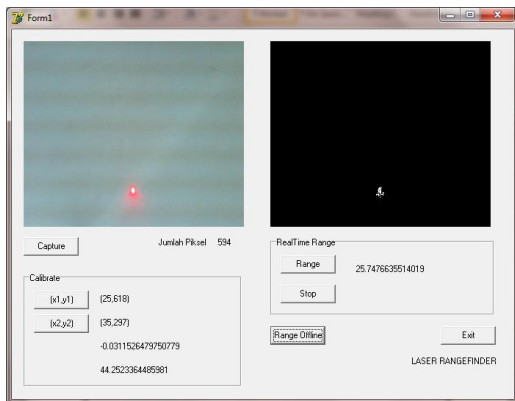 Form1
Capture
Jumlah Piksel 594
Calibrate
(x1,y1) (25,618)
(x2,y2) (35,297)
-0.0311526479750779
44.2523364485981
RealTime Range
Range 25.7476635514019
Stop
Range Offline
Exit
LASER RANGEFINDER